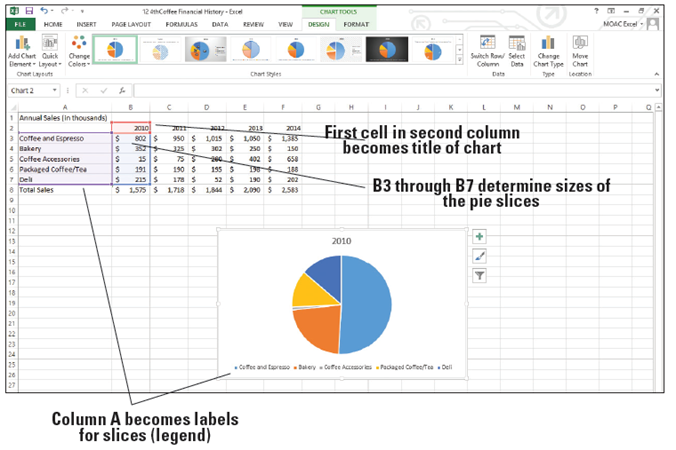 12 4thCoffee Financial History - Excel
CHART TOOLS
FILE HOME INSERT PAGE LAYOUT FORMULAS DATA REVIEW VIEW DESIGN FORMAT MOAC Excel
Add Chart Element Quick Layout Change Colors Switch Row/ Column Select Data Change Chart Type Move Chart
Chart Layouts Chart Styles Data Type Location
Chart 2 fx
A B C D E F G H I J K L M N O P Q
1 Annual Sales (in thousands)
2 2010 2011 2012 2013 2014
3 Coffee and Espresso $ 802 $ 950 $ 1,015 $ 1,050 $ 1,385
4 Bakery $ 352 $ 325 $ 302 $ 250 $ 150
5 Coffee Accessories $ 15 $ 75 $ 280 $ 402 $ 658
6 Packaged Coffee/Tea $ 191 $ 190 $ 195 $ 198 $ 188
7 Deli $ 215 $ 178 $ 52 $ 190 $ 202
8 Total Sales $ 1,575 $ 1,718 $ 1,844 $ 2,090 $ 2,583
9
10
11
12
13
14
15
16
17
18
19
20
21
22
23
24
25
26
27
First cell in second column
becomes title of chart
B3 through B7 determine sizes of
the pie slices
2010
Coffee and Espresso Bakery Coffee Accessories Packaged Coffee/Tea Deli
Column A becomes labels
for slices (legend)